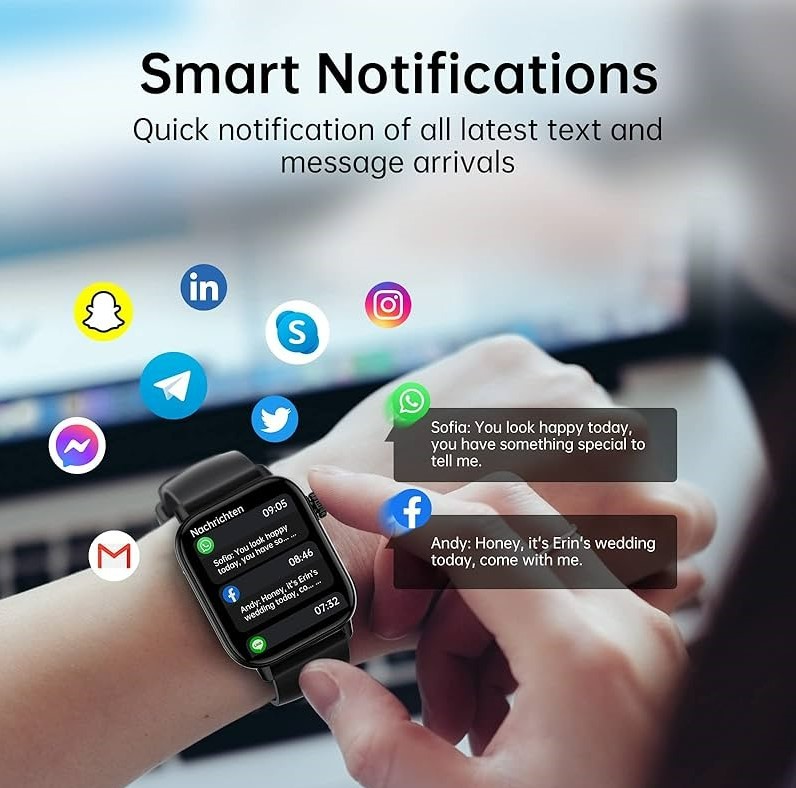 Smart Notifications
Quick notification of all latest text and
message arrivals
in
S
Sofia: You look happy today,
you have something special to
tell me.
f
Andy: Honey, it's Erin's wedding
today, come with me.
M
Nachrichten
09:05
Sofia: You look happy
today, you have so... ...
08:46
f
Andy: Honey, it's Erin's
wedding today, co... ...
07:32